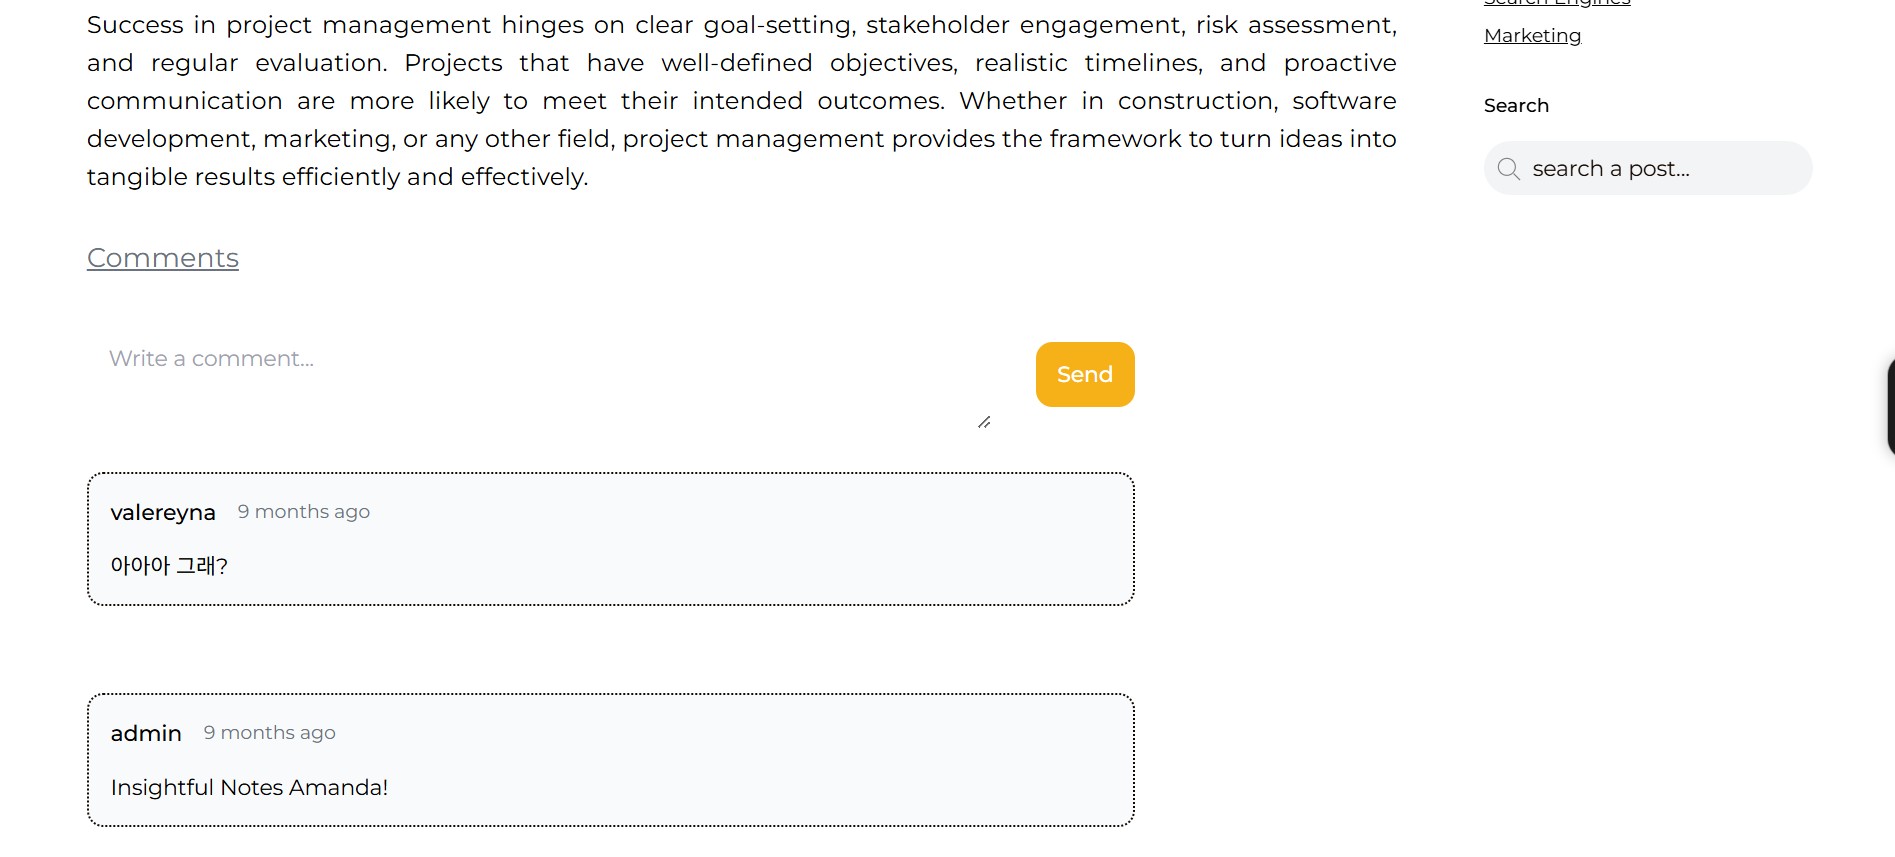 Success in project management hinges on clear goal-setting, stakeholder engagement, risk assessment,
and regular evaluation. Projects that have well-defined objectives, realistic timelines, and proactive
communication are more likely to meet their intended outcomes. Whether in construction, software
development, marketing, or any other field, project management provides the framework to turn ideas into
tangible results efficiently and effectively.
Comments
Write a comment...
Send
valereyna 9 months ago
아아아 그래?
admin 9 months ago
Insightful Notes Amanda!
Search Engines
Marketing
Search
search a post...